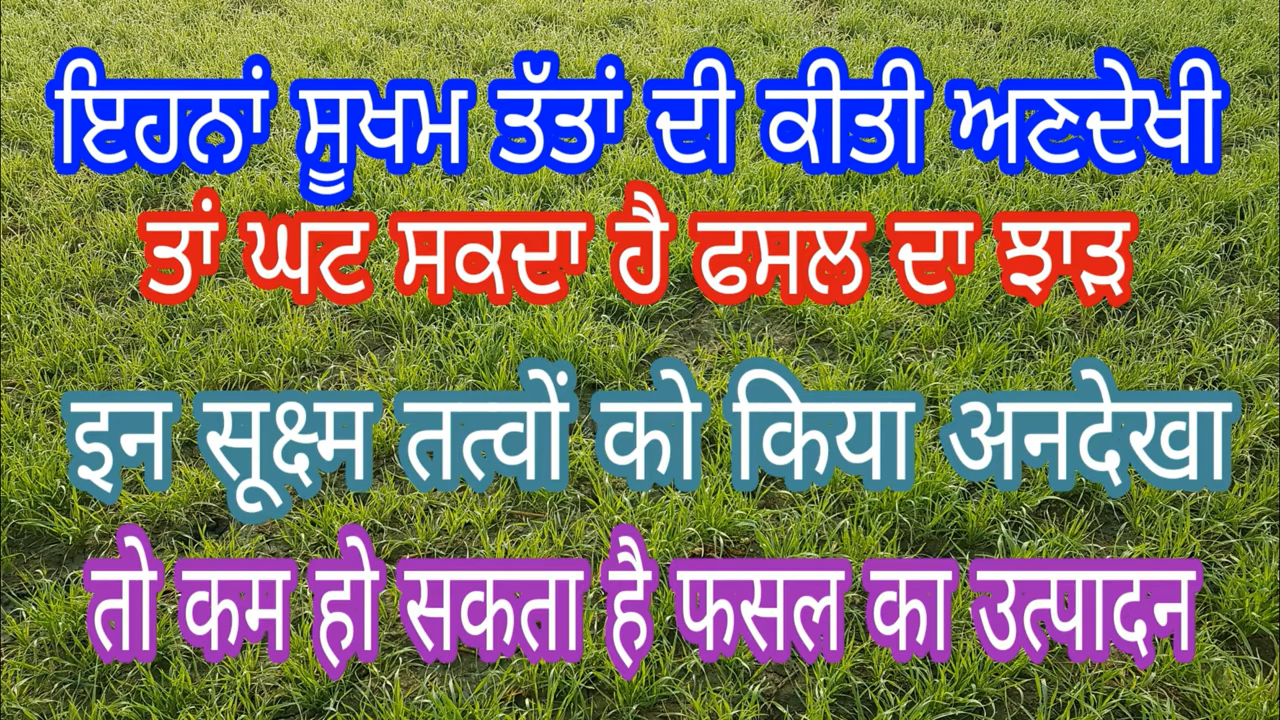 ਇਹਨਾਂ ਸੂਖਮ ਤੱਤਾਂ ਦੀ ਕੀਤੀ ਅਣਦੇਖੀ
ਤਾਂ ਘਟ ਸਕਦਾ ਹੈ ਫਸਲ ਦਾ ਝਾੜ
इन सूक्ष्म तत्वों को किया अनदेखा
तो कम हो सकता है फसल का उत्पादन